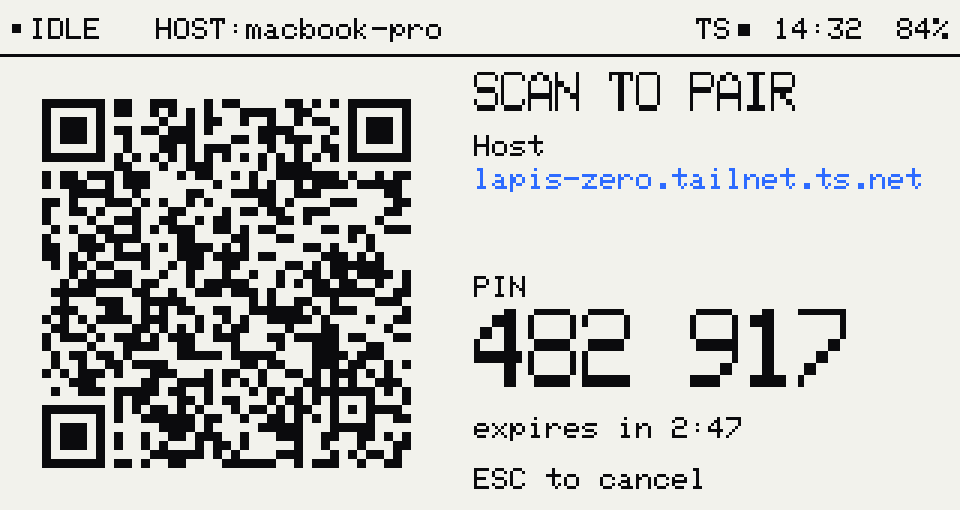 IDLE HOST:macbook-pro TS 14:32 84%
SCAN TO PAIR
Host
lapis-zero.tailnet.ts.net
PIN
482 917
expires in 2:47
ESC to cancel